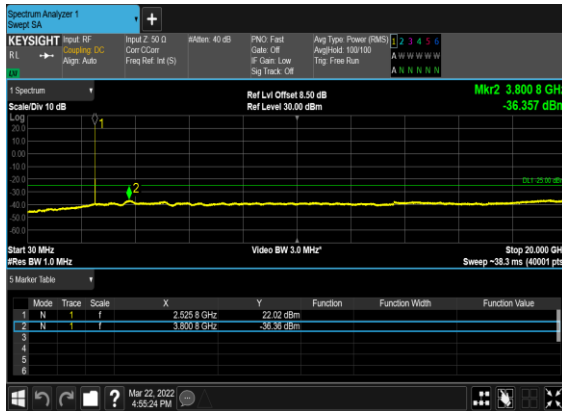 Spectrum Analyzer 1
Swept SA
+
KEYSIGHT Input: RF Input Z: 50 Ω #Atten: 40 dB PNO: Fast Avg Type: Power (RMS) 1 2 3 4 5 6
RL Coupling: DC Corr CCorr Gate: Off Avg|Hold: 100/100 A W W W W W
Align: Auto Freq Ref: Int (S) IF Gain: Low Trig: Free Run
Sig Track: Off A N N N N N
1 Spectrum
Scale/Div 10 dB
Ref Lvl Offset 8.50 dB
Ref Level 30.00 dBm
Mkr2 3.800 8 GHz
-36.357 dBm
Log
20.0
10.0
0.00
-10.0
-20.0
-30.0
-40.0
-50.0
-60.0
1
2
DL1 -25.00 dBm
Start 30 MHz Video BW 3.0 MHz* Stop 20.000 GHz
#Res BW 1.0 MHz Sweep ~38.3 ms (40001 pts)
5 Marker Table
Mode Trace Scale X Y Function Function Width Function Value
1 N 1 f 2.525 8 GHz 22.02 dBm
2 N 1 f 3.800 8 GHz -36.36 dBm
3
4
5
6
? Mar 22, 2022
4:55:24 PM